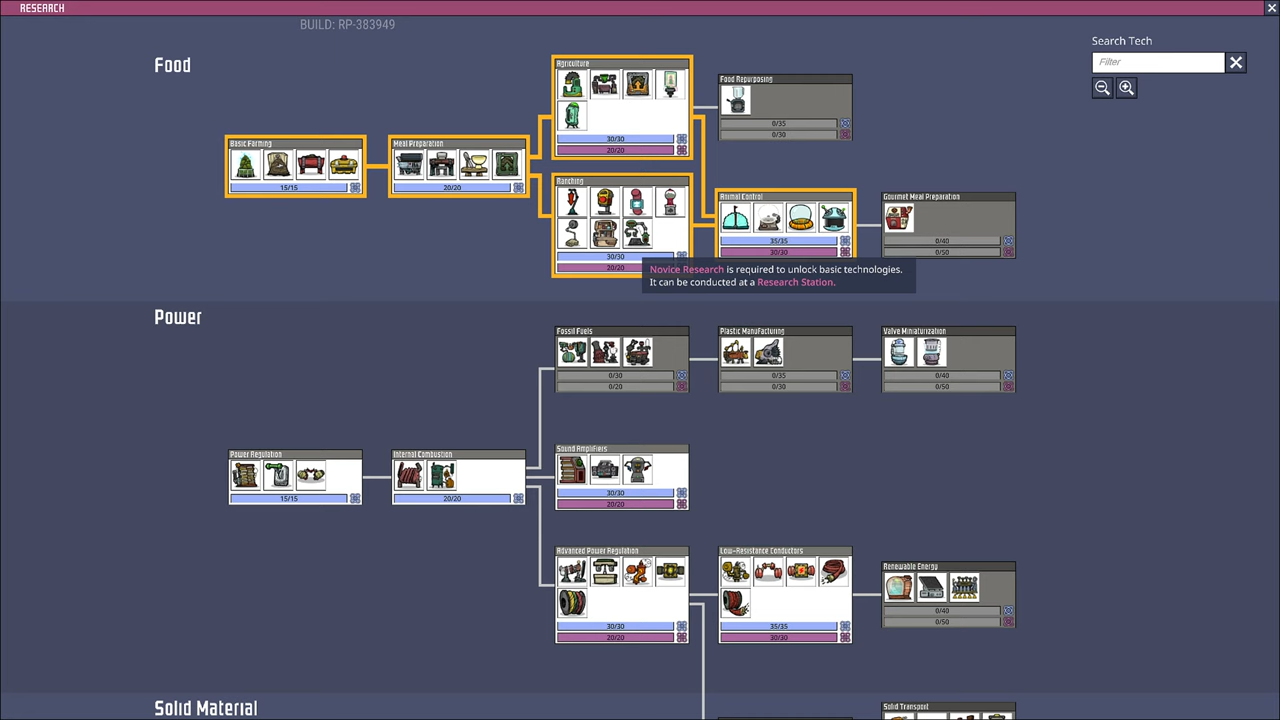 RESEARCH
BUILD: RP-383949
Search Tech
Filter
Food
Agriculture
30/30
20/20
Food Repurposing
0/35
0/30
Basic Farming
15/15
Meal Preparation
20/20
Ranching
30/30
20/20
Animal Control
35/35
30/30
Gourmet Meal Preparation
0/40
0/50
Novice Research is required to unlock basic technologies.
It can be conducted at a Research Station.
Power
Fossil Fuels
0/30
0/20
Plastic Manufacturing
0/35
0/30
Valve Miniaturization
0/40
0/50
Power Regulation
15/15
Internal Combustion
20/20
Sound Amplifiers
30/30
20/20
Advanced Power Regulation
30/30
20/20
Low-Resistance Conductors
35/35
30/30
Renewable Energy
0/40
0/50
Solid Material
Solid Transport